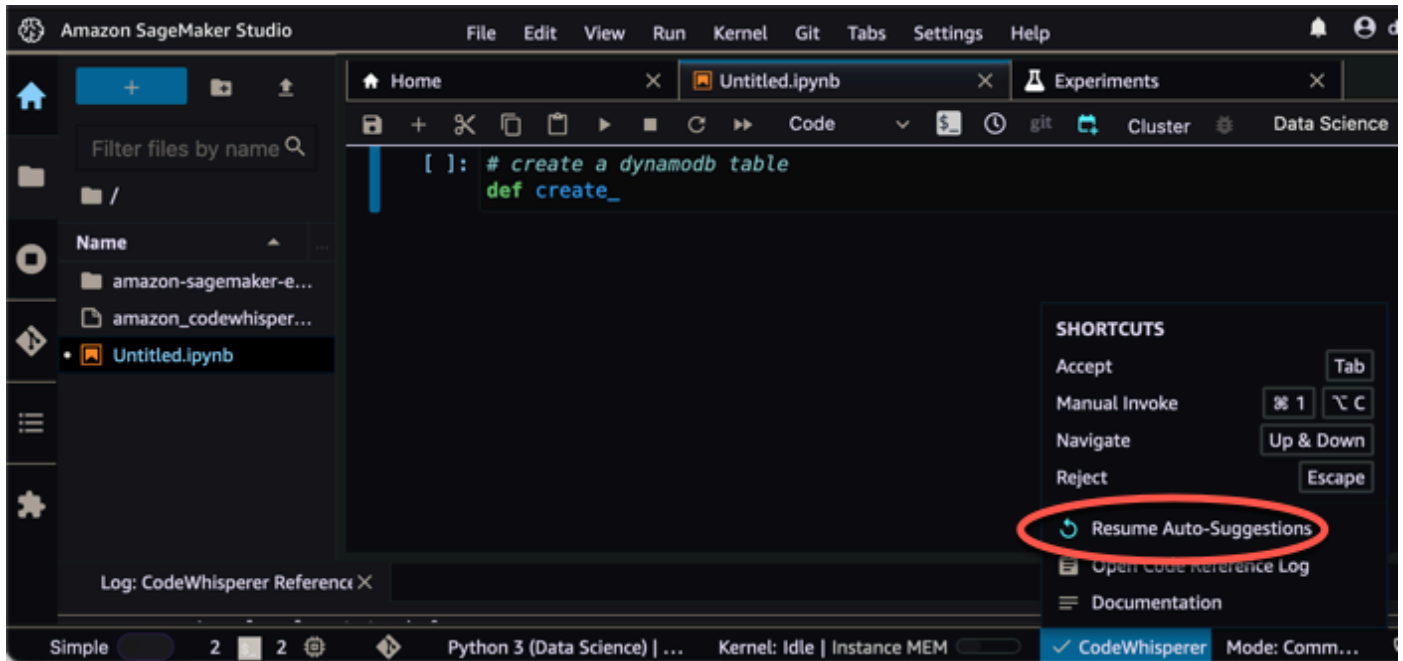 Amazon SageMaker Studio
File Edit View Run Kernel Git Tabs Settings Help
Home
Untitled.ipynb
Experiments
Code
git
Cluster
Data Science
Filter files by name
/
Name
amazon-sagemaker-e...
amazon_codewhisper...
Untitled.ipynb
[ ]: # create a dynamodb table
def create_
SHORTCUTS
Accept Tab
Manual Invoke ⌘ 1 ⌥ C
Navigate Up & Down
Reject Escape
Resume Auto-Suggestions
Open Code Reference Log
Documentation
Log: CodeWhisperer Reference
Simple 2 $_ 2 Python 3 (Data Science) | ... Kernel: Idle | Instance MEM CodeWhisperer Mode: Comm...